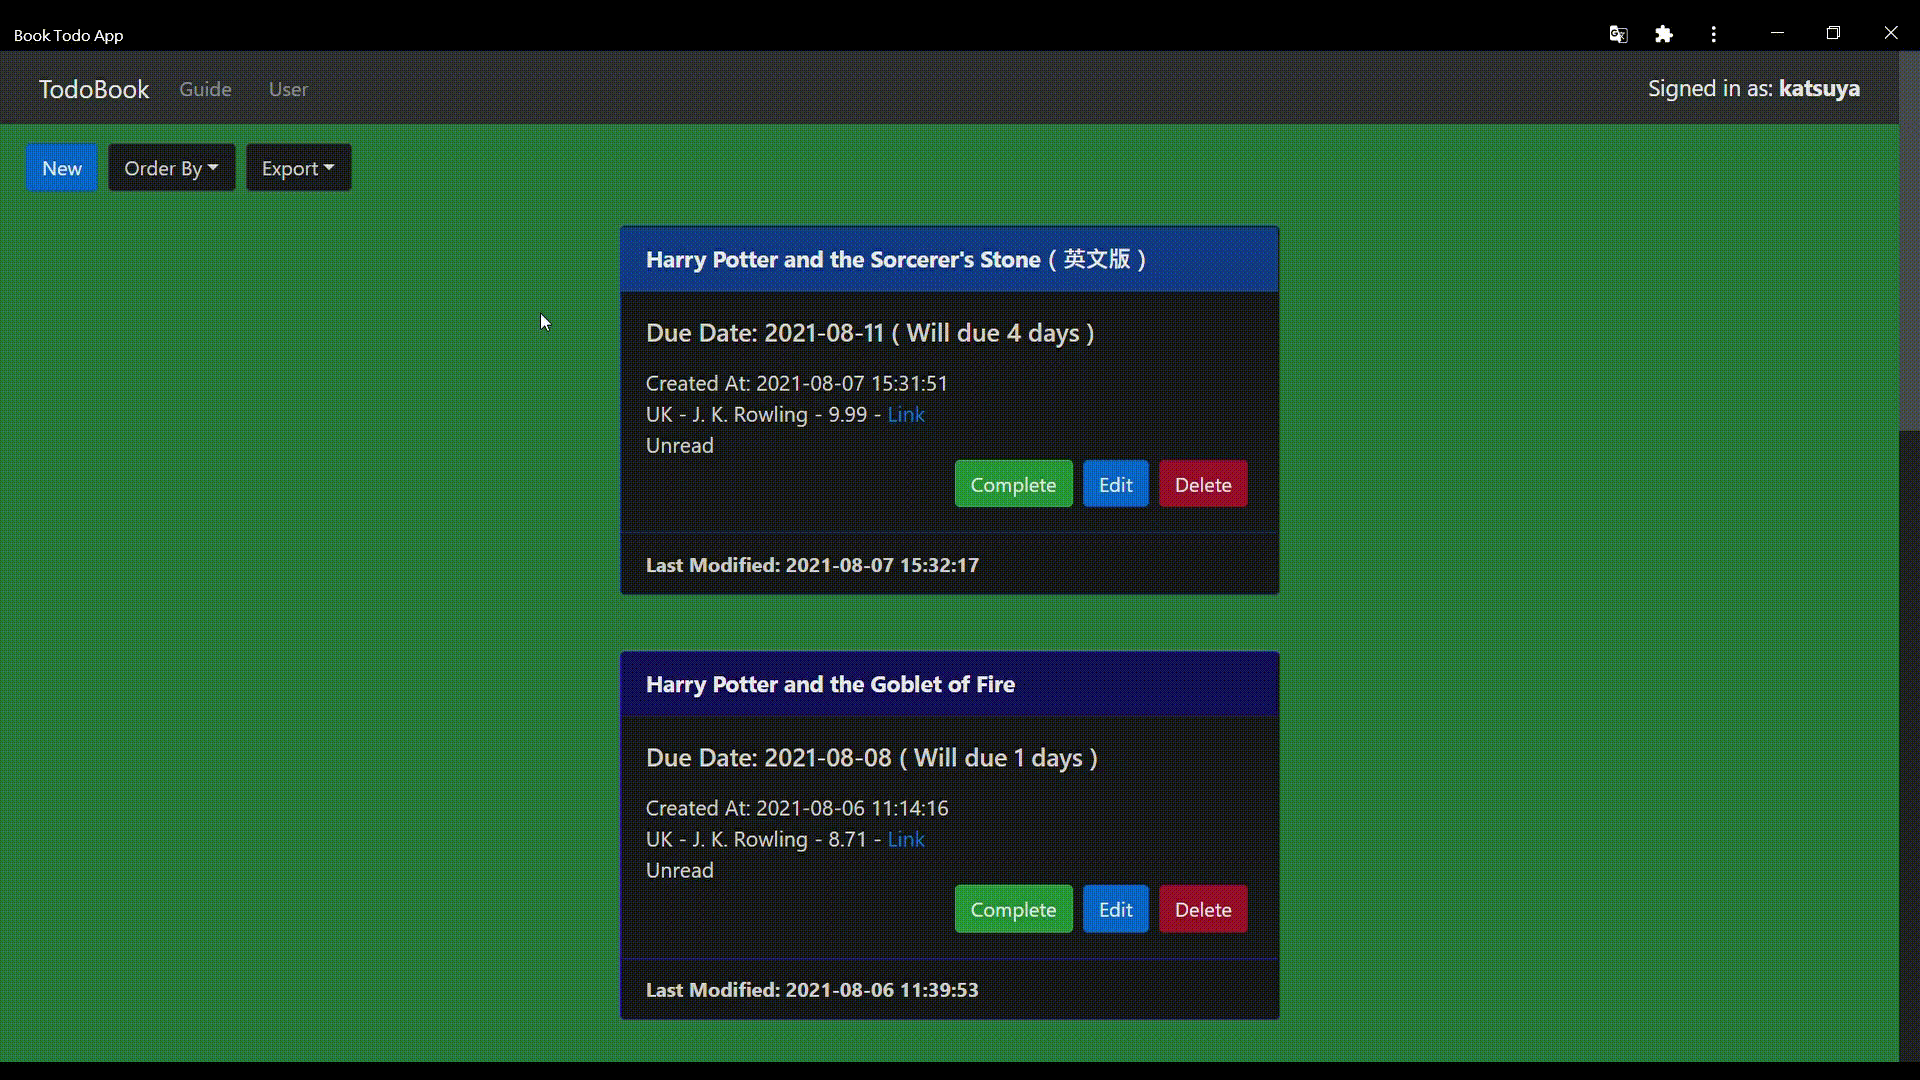 Book Todo App
TodoBook Guide User Signed in as: katsuya
New Order By Export
Harry Potter and the Sorcerer's Stone ( 英文版 )
Due Date: 2021-08-11 ( Will due 4 days )
Created At: 2021-08-07 15:31:51
UK - J. K. Rowling - 9.99 - Link
Unread
Complete Edit Delete
Last Modified: 2021-08-07 15:32:17
Harry Potter and the Goblet of Fire
Due Date: 2021-08-08 ( Will due 1 days )
Created At: 2021-08-06 11:14:16
UK - J. K. Rowling - 8.71 - Link
Unread
Complete Edit Delete
Last Modified: 2021-08-06 11:39:53